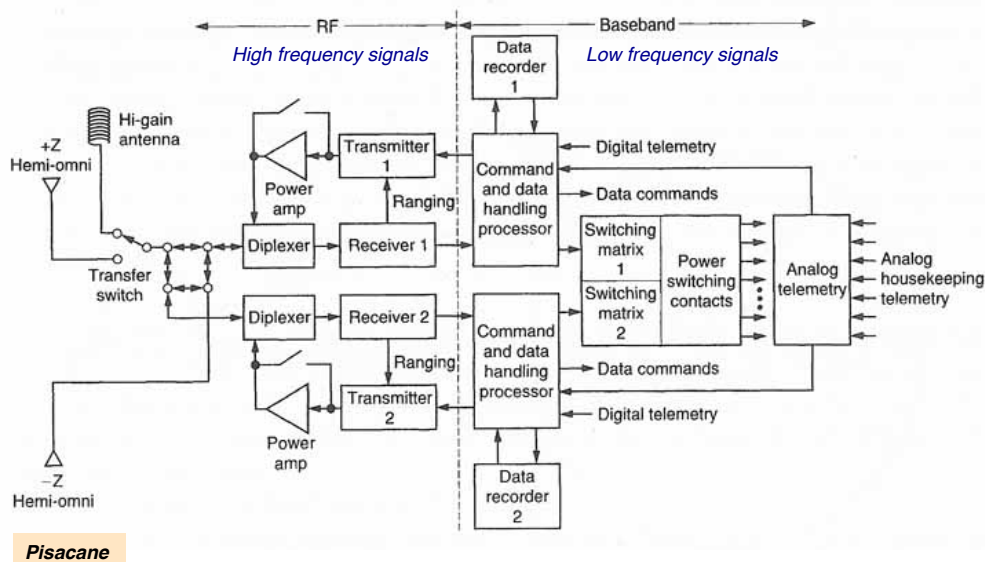 RF
Baseband
High frequency signals
Low frequency signals
Data
recorder
1
Hi-gain
antenna
+Z
Hemi-omni
Power
amp
Transmitter
1
Ranging
Command
and data
handling
processor
Digital telemetry
Data commands
Diplexer
Receiver 1
Transfer
switch
Switching
matrix
1
Switching
matrix
2
Power
switching
contacts
Analog
telemetry
Analog
housekeeping
telemetry
Diplexer
Receiver 2
Ranging
Command
and data
handling
processor
Data commands
Transmitter
2
Digital telemetry
Power
amp
−Z
Hemi-omni
Data
recorder
2
Pisacane